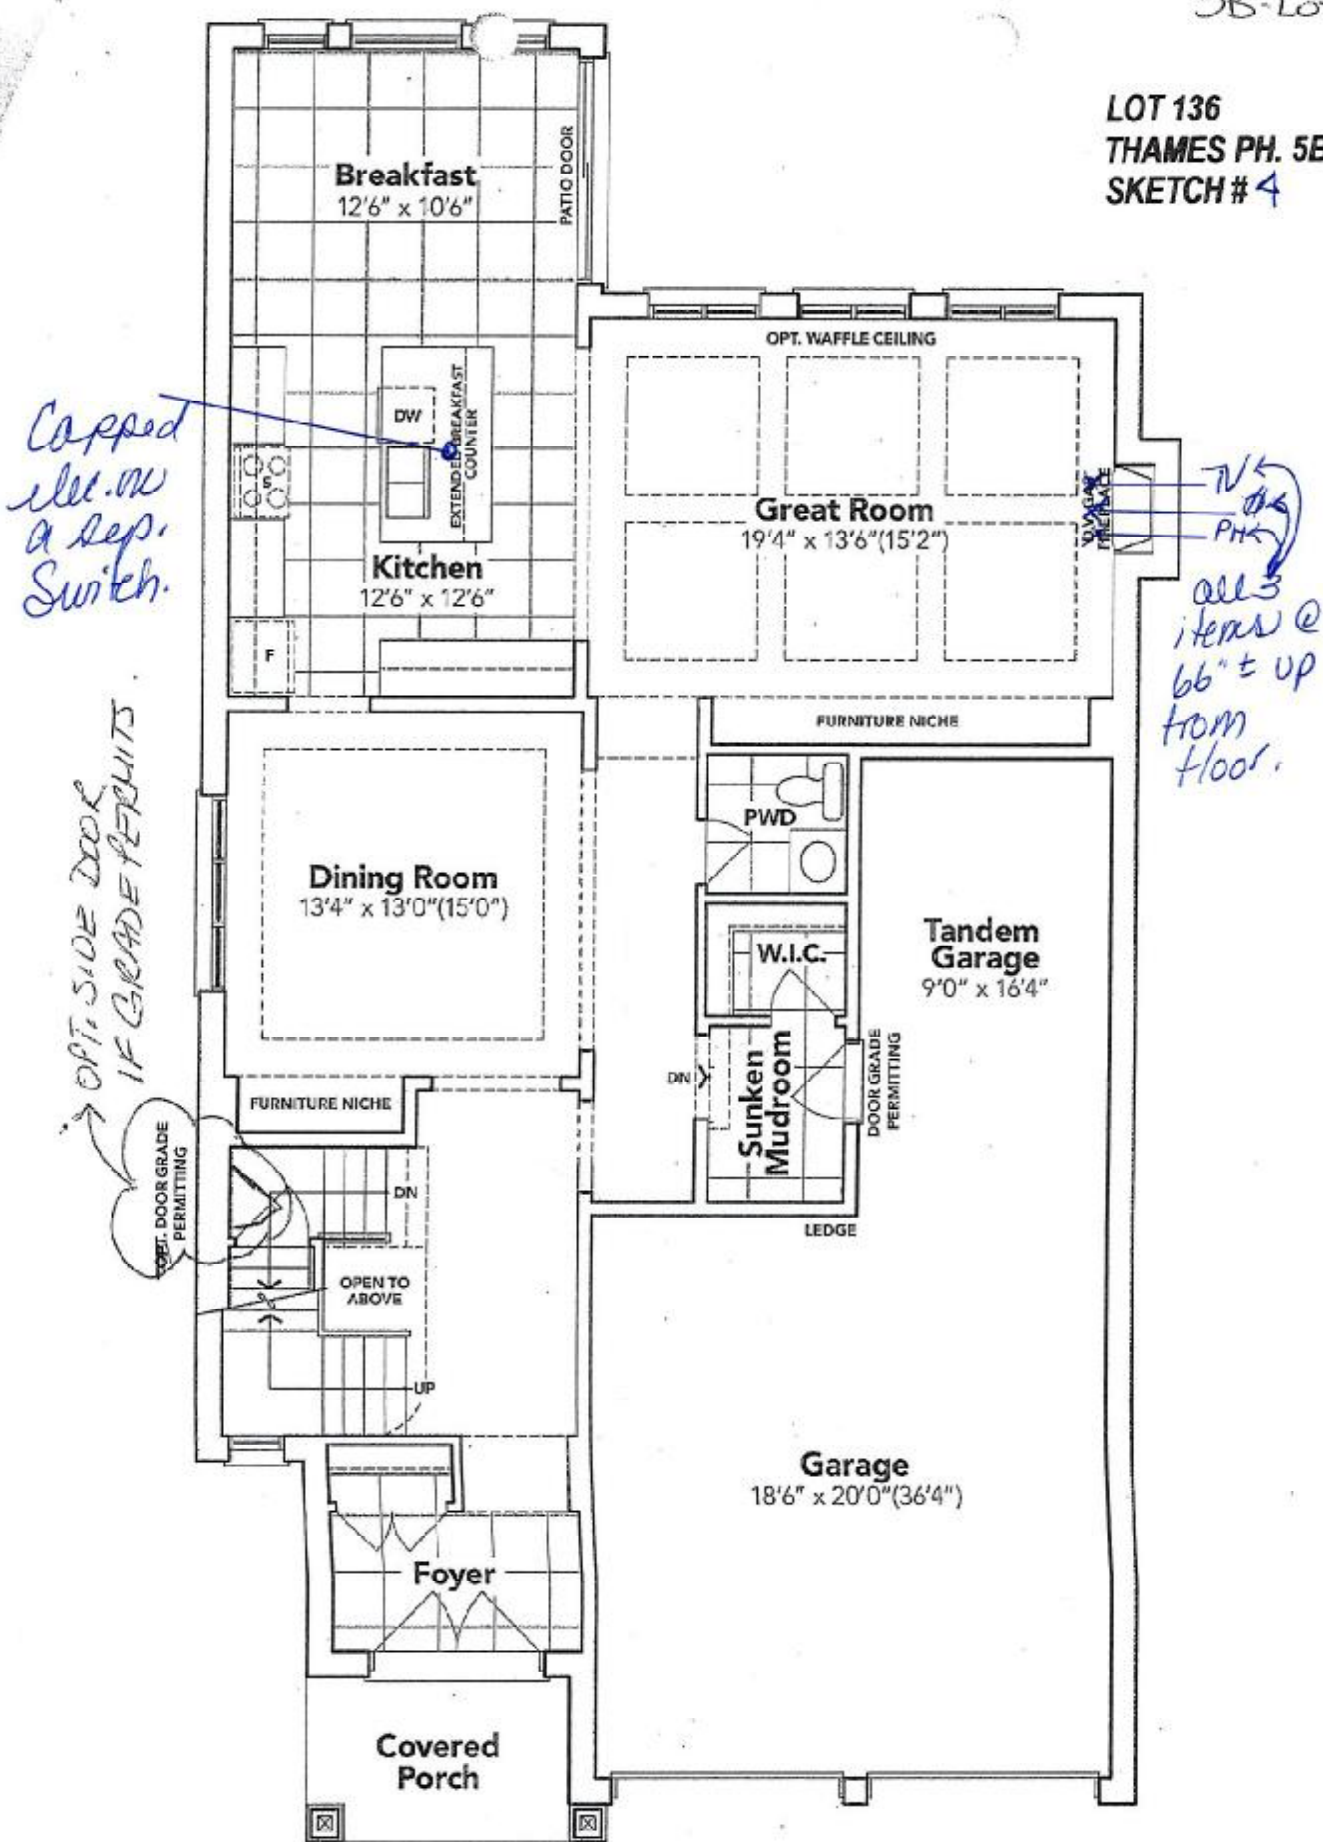 LOT 136
THAMES PH. 5B
SKETCH # 4
Breakfast
12'6" x 10'6"
PATIO DOOR
OPT. WAFFLE CEILING
Capped
elec. on
a sep.
Switch.
DW
EXTENDED BREAKFAST
COUNTER
S
Kitchen
12'6" x 12'6"
F
Great Room
19'4" x 13'6"(15'2")
TV
PH
all 3
items @
66" ± up
from
floor.
FURNITURE NICHE
OPT. SIDE DOOR
IF GRADE PERMITS.
Dining Room
13'4" x 13'0"(15'0")
PWD
W.I.C.
Tandem
Garage
9'0" x 16'4"
DN
Sunken
Mudroom
DOOR GRADE
PERMITTING
FURNITURE NICHE
OPT. DOOR GRADE
PERMITTING
DN
LEDGE
OPEN TO
ABOVE
UP
Garage
18'6" x 20'0"(36'4")
Foyer
Covered
Porch